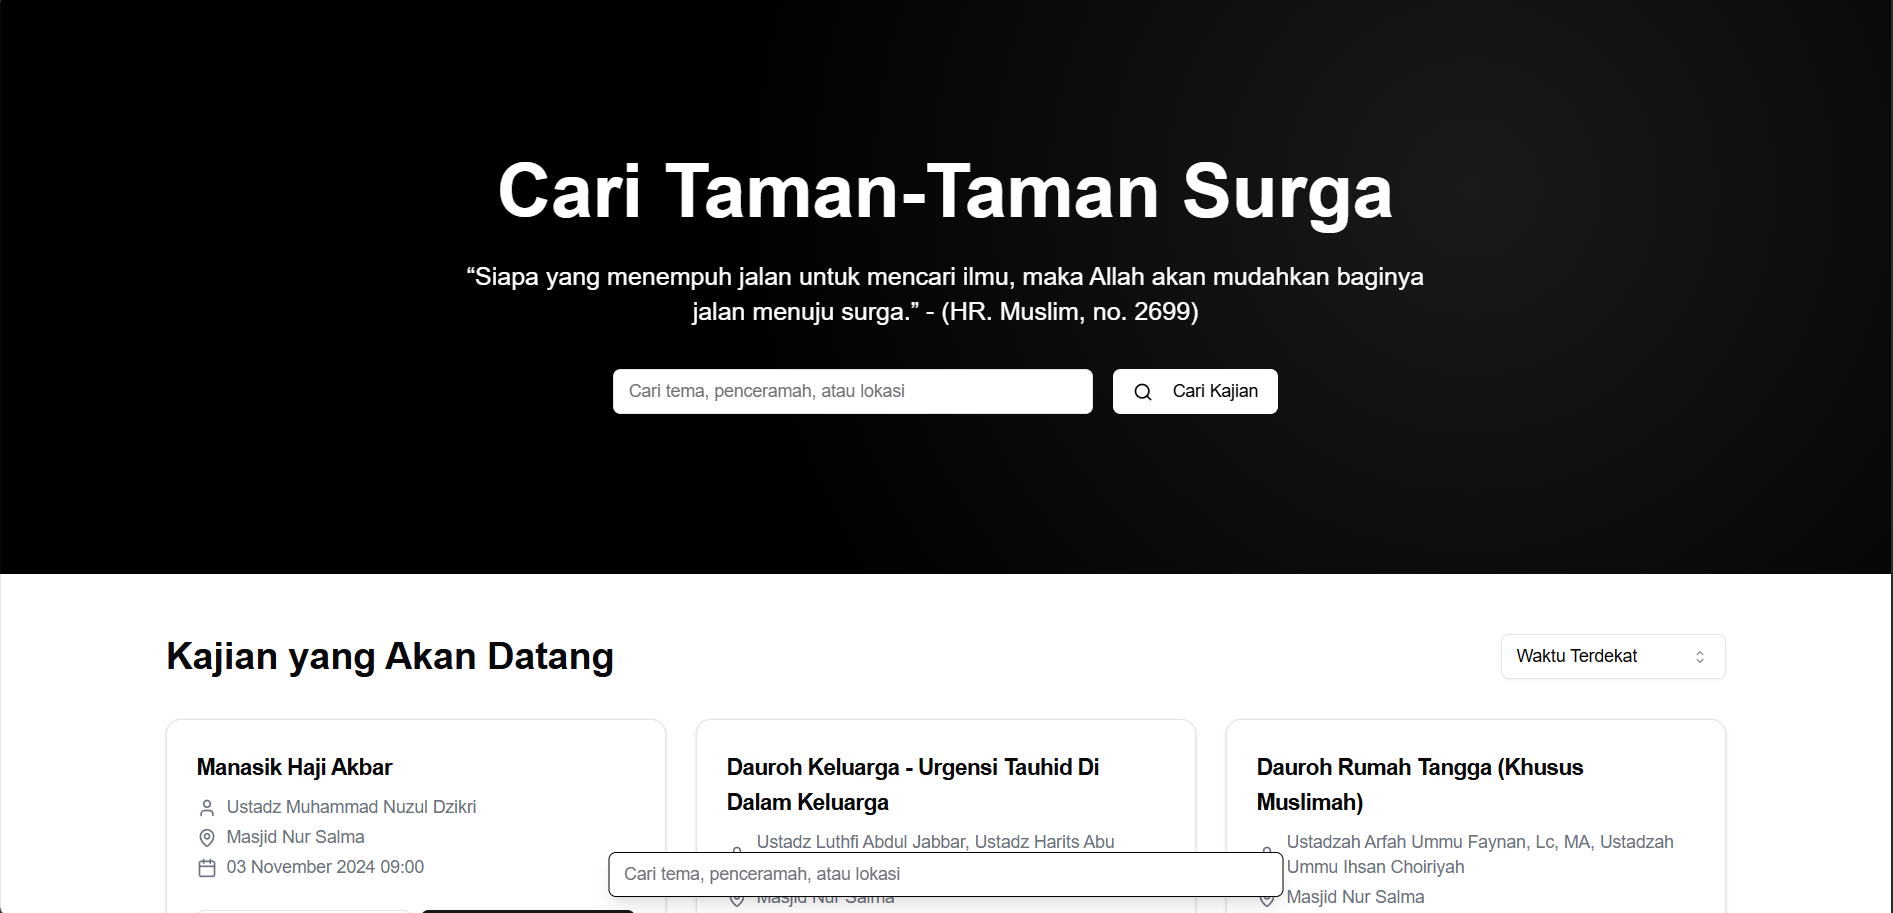 Cari Taman-Taman Surga
“Siapa yang menempuh jalan untuk mencari ilmu, maka Allah akan mudahkan baginya
jalan menuju surga.” - (HR. Muslim, no. 2699)
Cari tema, penceramah, atau lokasi
Cari Kajian
Kajian yang Akan Datang
Waktu Terdekat
Manasik Haji Akbar
Ustadz Muhammad Nuzul Dzikri
Masjid Nur Salma
03 November 2024 09:00
Dauroh Keluarga - Urgensi Tauhid Di
Dalam Keluarga
Ustadz Luthfi Abdul Jabbar, Ustadz Harits Abu
Masjid Nur Salma
Dauroh Rumah Tangga (Khusus
Muslimah)
Ustadzah Arfah Ummu Faynan, Lc, MA, Ustadzah
Ummu Ihsan Choiriyah
Masjid Nur Salma
Cari tema, penceramah, atau lokasi